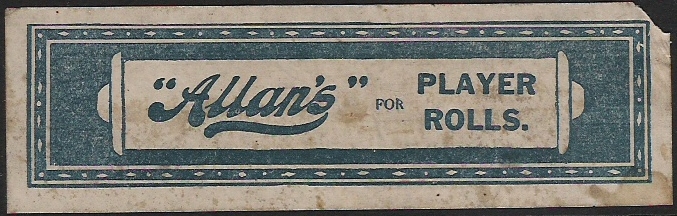 "Allan's" FOR PLAYER
ROLLS.